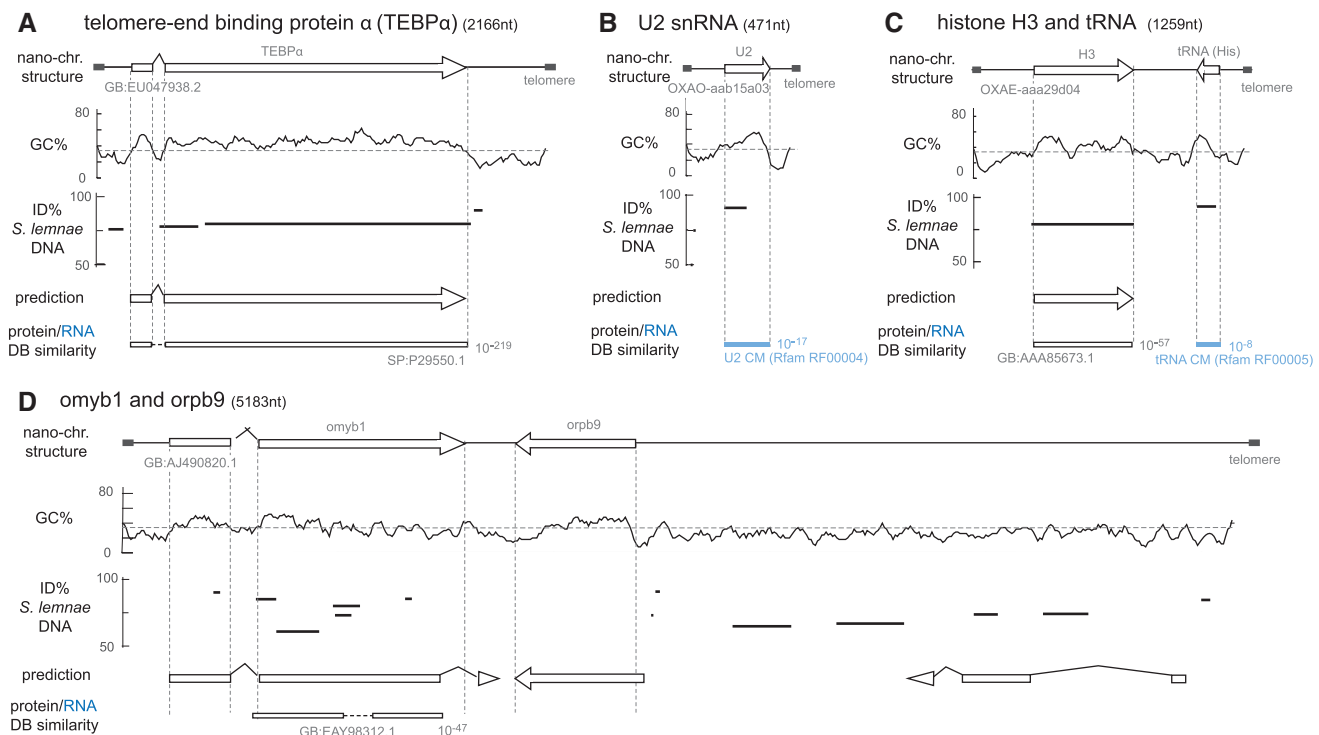 A telomere-end binding protein α (TEBPα) (2166nt)
nano-chr.
structure
TEBPα
telomere
GB:EU047938.2
80
GC%
0
100
ID%
S. lemnae
DNA
50
prediction
protein/RNA
DB similarity
10-219
SP:P29550.1
B U2 snRNA (471nt)
nano-chr.
structure
U2
telomere
OXAO-aab15a03
80
GC%
0
100
ID%
S. lemnae
DNA
50
prediction
protein/RNA
DB similarity
10-17
U2 CM (Rfam RF00004)
C histone H3 and tRNA (1259nt)
nano-chr.
structure
H3
tRNA (His)
telomere
OXAE-aaa29d04
80
GC%
0
100
ID%
S. lemnae
DNA
50
prediction
protein/RNA
DB similarity
10-57
10-8
GB:AAA85673.1
tRNA CM (Rfam RF00005)
D omyb1 and orpb9 (5183nt)
nano-chr.
structure
omyb1
orpb9
telomere
GB:AJ490820.1
80
GC%
0
100
ID%
S. lemnae
DNA
50
prediction
protein/RNA
DB similarity
GB:EAY98312.1
10-47